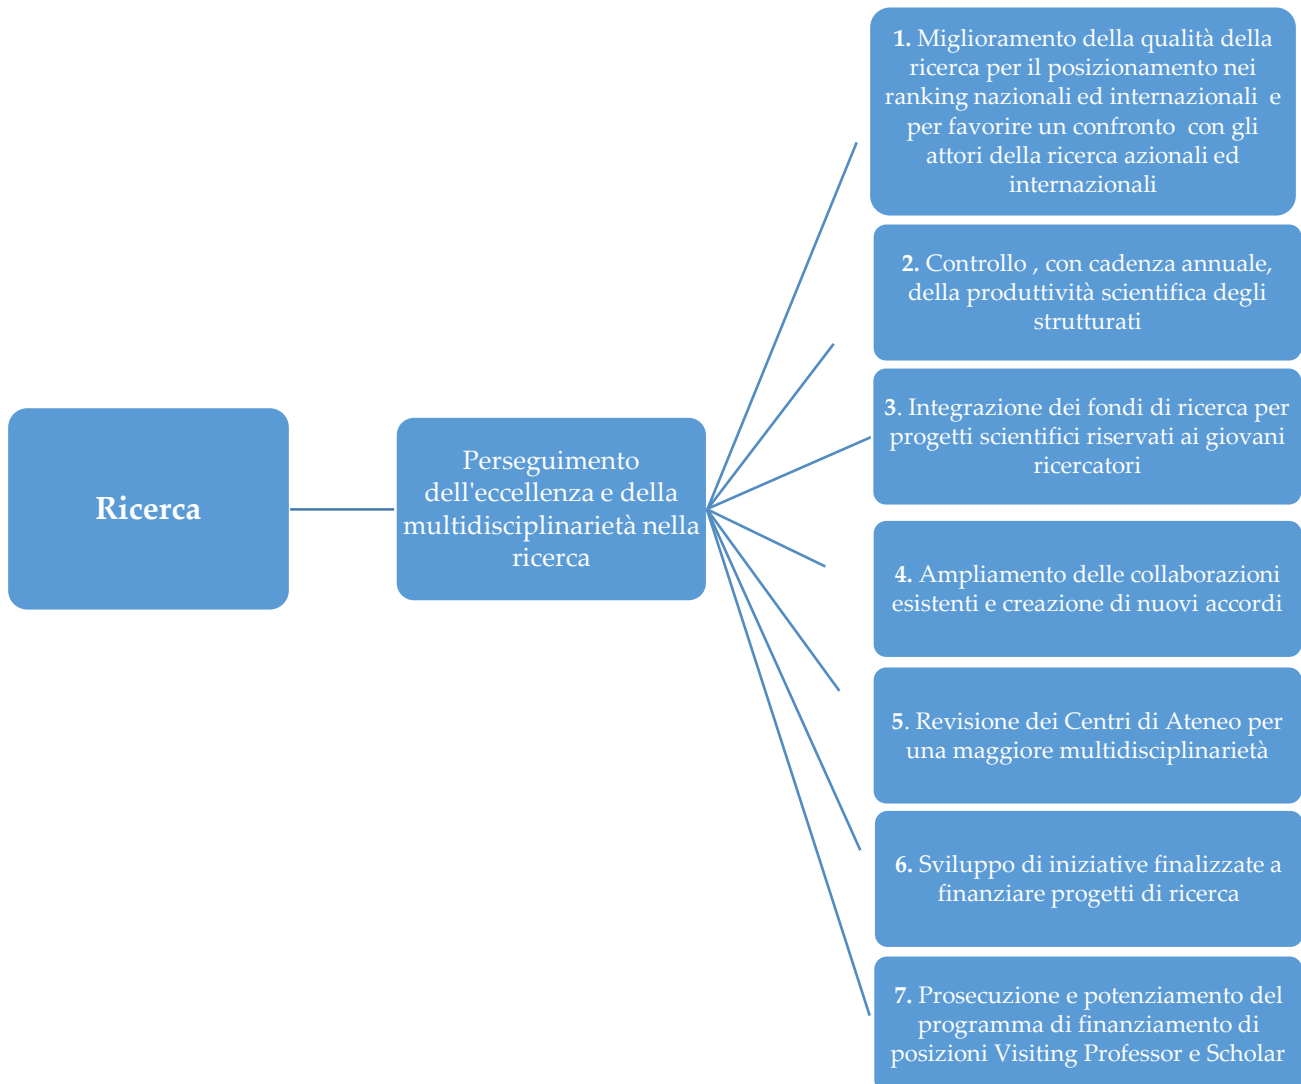 Ricerca
Perseguimento
dell'eccellenza e della
multidisciplinarietà nella
ricerca
1. Miglioramento della qualità della
ricerca per il posizionamento nei
ranking nazionali ed internazionali e
per favorire un confronto con gli
attori della ricerca azionali ed
internazionali
2. Controllo , con cadenza annuale,
della produttività scientifica degli
strutturati
3. Integrazione dei fondi di ricerca per
progetti scientifici riservati ai giovani
ricercatori
4. Ampliamento delle collaborazioni
esistenti e creazione di nuovi accordi
5. Revisione dei Centri di Ateneo per
una maggiore multidisciplinarietà
6. Sviluppo di iniziative finalizzate a
finanziare progetti di ricerca
7. Prosecuzione e potenziamento del
programma di finanziamento di
posizioni Visiting Professor e Scholar